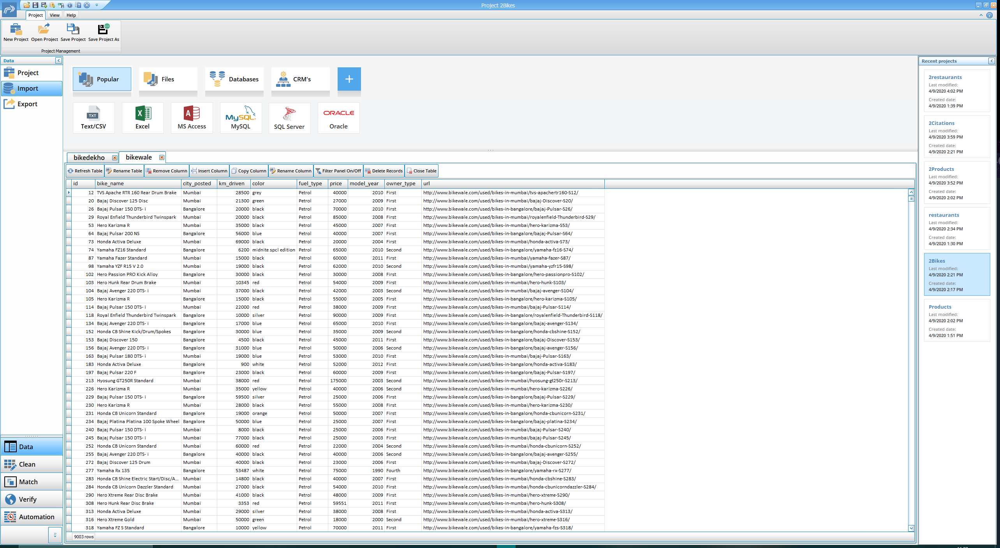 Project 2Bikes
Project View Help
New Project Open Project Save Project Save Project As
Project Management
Data
Project
Import
Export
Popular Files Databases CRM's
TXT
Text/CSV Excel MS Access MySQL SQL Server ORACLE Oracle
bikedekho bikewale
Refresh Table Rename Table Remove Column Insert Column Copy Column Rename Column Filter Panel On/Off Delete Records Close Table
id bike_name city_posted km_driven color fuel_type price model_year owner_type url
12 TVS Apache RTR 160 Rear Drum Brake Mumbai 28500 grey Petrol 40000 2010 First http://www.bikewale.com/used/bikes-in-mumbai/tvs-apachertr160-S12/
20 Bajaj Discover 125 Disc Mumbai 21300 green Petrol 27000 2009 First http://www.bikewale.com/used/bikes-in-mumbai/bajaj-Discover-S20/
26 Bajaj Pulsar 150 DTS- i Bangalore 20000 black Petrol 70000 2010 First http://www.bikewale.com/used/bikes-in-bangalore/bajaj-Pulsar-S26/
29 Royal Enfield Thunderbird Twinspark Mumbai 20000 black Petrol 85000 2008 First http://www.bikewale.com/used/bikes-in-mumbai/royalenfield-Thunderbird-S29/
53 Hero Karizma R Mumbai 35000 black Petrol 45000 2007 First http://www.bikewale.com/used/bikes-in-mumbai/hero-karizma-S53/
64 Bajaj Pulsar 200 NS Bangalore 56000 blue Petrol 40000 2007 First http://www.bikewale.com/used/bikes-in-bangalore/bajaj-Pulsar-S64/
73 Honda Activa Deluxe Mumbai 69000 black Petrol 20000 2004 First http://www.bikewale.com/used/bikes-in-mumbai/honda-activa-S73/
74 Yamaha FZ16 Standard Bangalore 6200 midnite spcl edition Petrol 65000 2010 Second http://www.bikewale.com/used/bikes-in-bangalore/yamaha-fz16-S74/
87 Yamaha Fazer Standard Mumbai 15000 black Petrol 60000 2011 First http://www.bikewale.com/used/bikes-in-mumbai/yamaha-fazer-S87/
98 Yamaha YZF R15 V 2.0 Mumbai 19000 black Petrol 62000 2010 Second http://www.bikewale.com/used/bikes-in-mumbai/yamaha-yzfr15-S98/
102 Hero Passion PRO Kick Alloy Bangalore 30000 black Petrol 30000 2008 First http://www.bikewale.com/used/bikes-in-bangalore/hero-passionpro-S102/
103 Hero Hunk Rear Drum Brake Mumbai 10345 red Petrol 54000 2009 First http://www.bikewale.com/used/bikes-in-mumbai/hero-hunk-S103/
104 Bajaj Avenger 220 DTS- i Mumbai 37000 black Petrol 42000 2003 Second http://www.bikewale.com/used/bikes-in-mumbai/bajaj-avenger-S104/
105 Hero Karizma R Bangalore 15000 black Petrol 55000 2005 First http://www.bikewale.com/used/bikes-in-bangalore/hero-karizma-S105/
114 Bajaj Pulsar 150 DTS- i Mumbai 22000 red Petrol 38000 2009 First http://www.bikewale.com/used/bikes-in-mumbai/bajaj-Pulsar-S114/
118 Royal Enfield Thunderbird Twinspark Bangalore 10000 silver Petrol 90000 2009 First http://www.bikewale.com/used/bikes-in-bangalore/royalenfield-Thunderbird-S118/
134 Bajaj Avenger 220 DTS- i Bangalore 17000 blue Petrol 65000 2010 First http://www.bikewale.com/used/bikes-in-bangalore/bajaj-avenger-S134/
152 Honda CB Shine Kick/Drum/Spokes Bangalore 30000 blue Petrol 35000 2009 Second http://www.bikewale.com/used/bikes-in-bangalore/honda-cbshine-S152/
153 Bajaj Discover 150 Bangalore 4500 black Petrol 45000 2011 First http://www.bikewale.com/used/bikes-in-bangalore/bajaj-Discover-S153/
156 Bajaj Avenger 220 DTS- i Bangalore 31000 blue Petrol 50000 2006 Second http://www.bikewale.com/used/bikes-in-bangalore/bajaj-avenger-S156/
163 Bajaj Pulsar 180 DTS- i Mumbai 19000 blue Petrol 53000 2010 First http://www.bikewale.com/used/bikes-in-mumbai/bajaj-Pulsar-S163/
183 Honda Activa Deluxe Bangalore 900 white Petrol 52000 2012 First http://www.bikewale.com/used/bikes-in-bangalore/honda-activa-S183/
197 Bajaj Pulsar 220 F Bangalore 23000 black Petrol 60000 2009 First http://www.bikewale.com/used/bikes-in-bangalore/bajaj-Pulsar-S197/
213 Hyosung GT250R Standard Mumbai 38000 red Petrol 175000 2003 Second http://www.bikewale.com/used/bikes-in-mumbai/hyosung-gt250r-S213/
226 Hero Karizma R Mumbai 35000 yellow Petrol 40000 2006 Second http://www.bikewale.com/used/bikes-in-mumbai/hero-karizma-S226/
229 Bajaj Pulsar 150 DTS- i Bangalore 59500 silver Petrol 25000 2006 First http://www.bikewale.com/used/bikes-in-bangalore/bajaj-Pulsar-S229/
230 Hero Karizma R Mumbai 28000 black Petrol 55000 2008 First http://www.bikewale.com/used/bikes-in-mumbai/hero-karizma-S230/
231 Honda CB Unicorn Standard Bangalore 19000 orange Petrol 50000 2007 First http://www.bikewale.com/used/bikes-in-bangalore/honda-cbunicorn-S231/
234 Bajaj Platina Platina 100 Spoke Wheel Bangalore 50000 blue Petrol 25000 2007 First http://www.bikewale.com/used/bikes-in-bangalore/bajaj-platina-S234/
240 Bajaj Pulsar 150 DTS- i Mumbai 8000 black Petrol 25000 2006 First http://www.bikewale.com/used/bikes-in-mumbai/bajaj-Pulsar-S240/
245 Bajaj Pulsar 150 DTS- i Mumbai 77000 black Petrol 25000 2003 First http://www.bikewale.com/used/bikes-in-mumbai/bajaj-Pulsar-S245/
252 Honda CB Unicorn Standard Mumbai 60000 red Petrol 22000 2004 Second http://www.bikewale.com/used/bikes-in-mumbai/honda-cbunicorn-S252/
255 Bajaj Avenger 220 DTS- i Bangalore 40000 black Petrol 40000 2006 Second http://www.bikewale.com/used/bikes-in-bangalore/bajaj-avenger-S255/
272 Bajaj Discover 125 Drum Mumbai 40000 black Petrol 23000 2006 First http://www.bikewale.com/used/bikes-in-mumbai/bajaj-Discover-S272/
277 Yamaha Rx 135 Bangalore 53487 white Petrol 75000 1990 Fourth http://www.bikewale.com/used/bikes-in-bangalore/yamaha-rx-S277/
283 Honda CB Shine Electric Start/Disc/A... Mumbai 14800 black Petrol 40000 2007 First http://www.bikewale.com/used/bikes-in-mumbai/honda-cbshine-S283/
284 Honda CB Unicorn Dazzler Standard Mumbai 27000 black Petrol 54000 2010 First http://www.bikewale.com/used/bikes-in-mumbai/honda-cbunicorndazzler-S284/
290 Hero Xtreme Rear Disc Brake Mumbai 41000 black Petrol 48000 2009 First http://www.bikewale.com/used/bikes-in-mumbai/hero-xtreme-S290/
308 Hero Hunk Rear Disc Brake Mumbai 3353 red Petrol 59551 2011 First http://www.bikewale.com/used/bikes-in-mumbai/hero-hunk-S308/
313 Honda Activa Deluxe Mumbai 29000 silver Petrol 38000 2008 First http://www.bikewale.com/used/bikes-in-mumbai/honda-activa-S313/
316 Hero Xtreme Gold Mumbai 50000 green Petrol 18000 2000 Second http://www.bikewale.com/used/bikes-in-mumbai/hero-xtreme-S316/
318 Yamaha FZ S Standard Bangalore 10000 yellow Petrol 70000 2011 First http://www.bikewale.com/used/bikes-in-bangalore/yamaha-fzs-S318/
9003 rows
Data
Clean
Match
Verify
Automation
Recent projects
2restaurants
Last modified:
4/9/2020 4:02 PM
Created date:
4/9/2020 1:39 PM
2Citations
Last modified:
4/9/2020 3:59 PM
Created date:
4/9/2020 2:21 PM
2Products
Last modified:
4/9/2020 3:52 PM
Created date:
4/9/2020 2:02 PM
restaurants
Last modified:
4/9/2020 2:34 PM
Created date:
4/9/2020 1:30 PM
2Bikes
Last modified:
4/9/2020 2:21 PM
Created date:
4/9/2020 2:17 PM
Products
Last modified:
4/9/2020 2:02 PM
Created date:
4/9/2020 1:51 PM